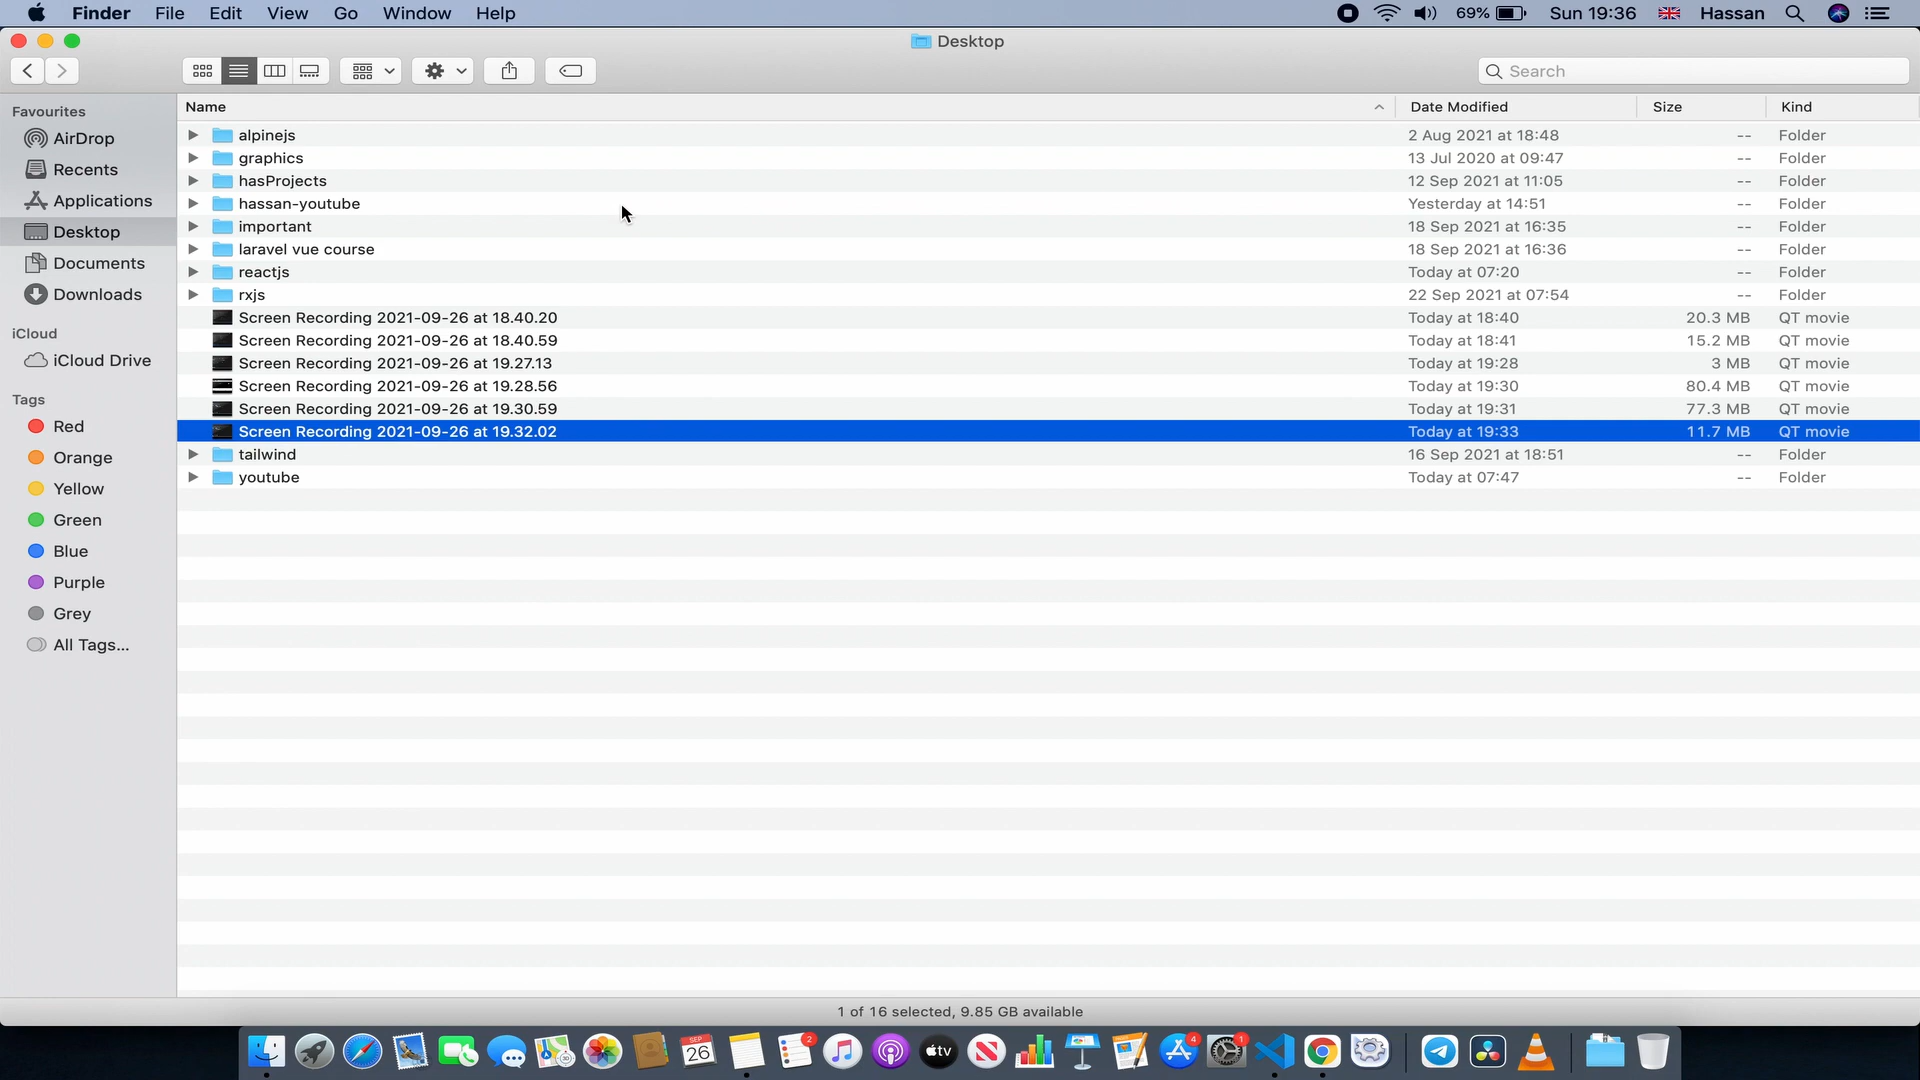 Finder File Edit View Go Window Help 69% Sun 19:36 Hassan
Desktop
Search
Favourites
AirDrop
Recents
Applications
Desktop
Documents
Downloads
iCloud
iCloud Drive
Tags
Red
Orange
Yellow
Green
Blue
Purple
Grey
All Tags...
Name Date Modified Size Kind
alpinejs 2 Aug 2021 at 18:48 -- Folder
graphics 13 Jul 2020 at 09:47 -- Folder
hasProjects 12 Sep 2021 at 11:05 -- Folder
hassan-youtube Yesterday at 14:51 -- Folder
important 18 Sep 2021 at 16:35 -- Folder
laravel vue course 18 Sep 2021 at 16:36 -- Folder
reactjs Today at 07:20 -- Folder
rxjs 22 Sep 2021 at 07:54 -- Folder
Screen Recording 2021-09-26 at 18.40.20 Today at 18:40 20.3 MB QT movie
Screen Recording 2021-09-26 at 18.40.59 Today at 18:41 15.2 MB QT movie
Screen Recording 2021-09-26 at 19.27.13 Today at 19:28 3 MB QT movie
Screen Recording 2021-09-26 at 19.28.56 Today at 19:30 80.4 MB QT movie
Screen Recording 2021-09-26 at 19.30.59 Today at 19:31 77.3 MB QT movie
Screen Recording 2021-09-26 at 19.32.02 Today at 19:33 11.7 MB QT movie
tailwind 16 Sep 2021 at 18:51 -- Folder
youtube Today at 07:47 -- Folder
1 of 16 selected, 9.85 GB available
SEP
26
2
tv
4
1